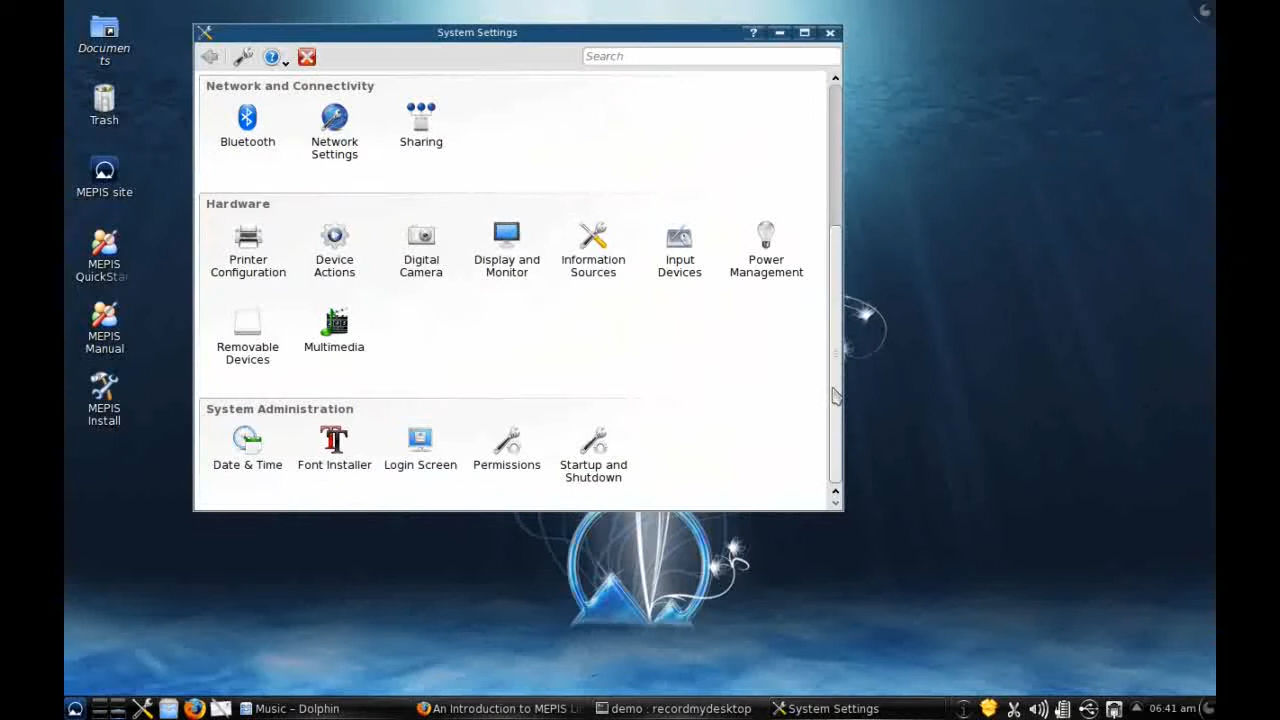 System Settings
?
Search
Documen
ts
Trash
MEPIS site
MEPIS
QuickSta
MEPIS
Manual
MEPIS
Install
Network and Connectivity
Bluetooth
Network
Settings
Sharing
Hardware
Printer
Configuration
Device
Actions
Digital
Camera
Display and
Monitor
Information
Sources
Input
Devices
Power
Management
Removable
Devices
Multimedia
System Administration
Date & Time
Font Installer
Login Screen
Permissions
Startup and
Shutdown
Music – Dolphin
An Introduction to MEPIS Li
demo : recordmydesktop
System Settings
06:41 am